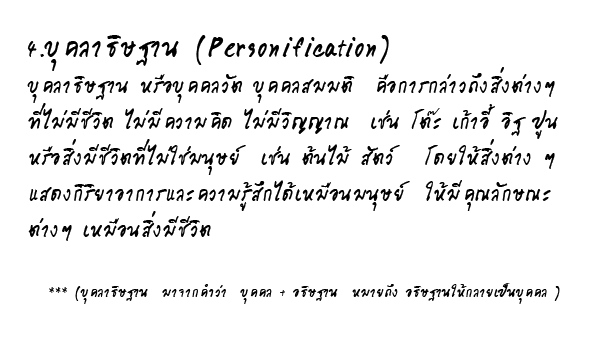 4.บุคลาธิษฐาน (Personification)
บุคลาธิษฐาน หรือบุคคลวัต บุคคลสมมติ คือการกล่าวถึงสิ่งต่างๆ
ที่ไม่มีชีวิต ไม่มีความคิด ไม่มีวิญญาณ เช่น โต๊ะ เก้าอี้ อิฐ ปูน
หรือสิ่งมีชีวิตที่ไม่ใช่มนุษย์ เช่น ต้นไม้ สัตว์ โดยให้สิ่งต่าง ๆ
แสดงกิริยาอาการและความรู้สึกได้เหมือนมนุษย์ ให้มีคุณลักษณะ
ต่างๆ เหมือนสิ่งมีชีวิต
*** (บุคลาธิษฐาน มาจากคำว่า บุคคล + อธิษฐาน หมายถึง อธิษฐานให้กลายเป็นบุคคล )